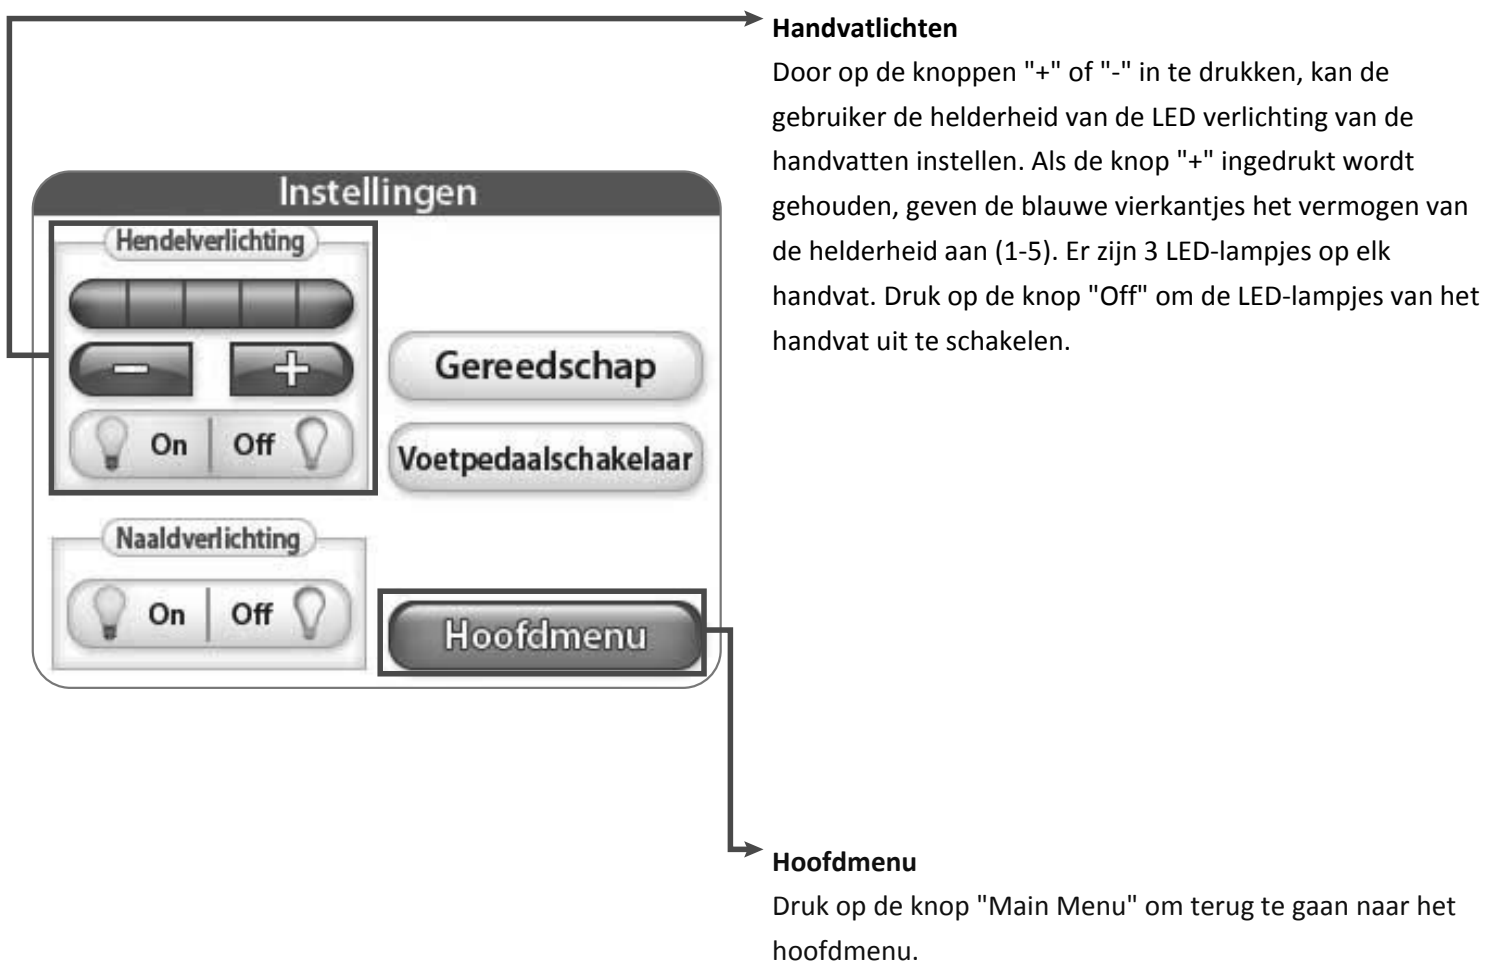 Handvatlichten
Door op de knoppen "+" of "-" in te drukken, kan de
gebruiker de helderheid van de LED verlichting van de
handvatten instellen. Als de knop "+" ingedrukt wordt
gehouden, geven de blauwe vierkantjes het vermogen van
de helderheid aan (1-5). Er zijn 3 LED-lampjes op elk
handvat. Druk op de knop "Off" om de LED-lampjes van het
handvat uit te schakelen.
Instellingen
Hendelverlichting
- +
On Off
Gereedschap
Voetpedaalschakelaar
Naaldverlichting
On Off
Hoofdmenu
Hoofdmenu
Druk op de knop "Main Menu" om terug te gaan naar het
hoofdmenu.